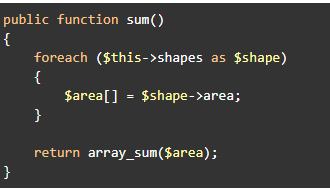 public function sum()
{
    foreach ($this->shapes as $shape)
    {
        $area[] = $shape->area;
    }
    return array_sum($area);
}